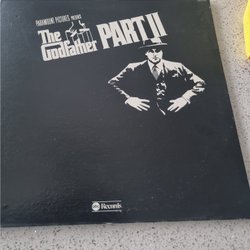 PARAMOUNT PICTURES PRESENTS
The
Godfather
PART II
abc
Records